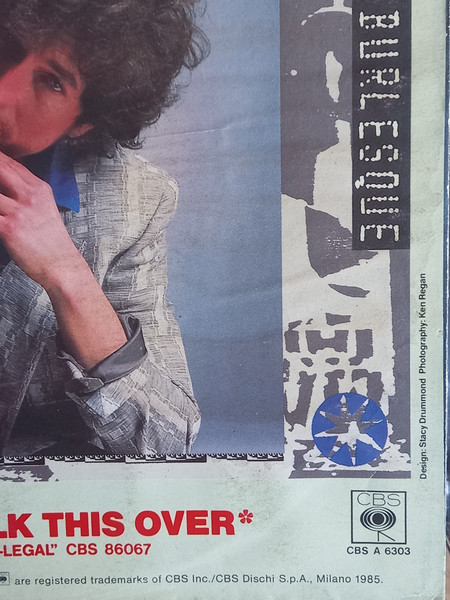 BURLESQUE
Design: Stacy Drummond Photography: Ken Regan
LK THIS OVER*
-LEGAL" CBS 86067
CBS
CBS A 6303
are registered trademarks of CBS Inc./CBS Dischi S.p.A., Milano 1985.